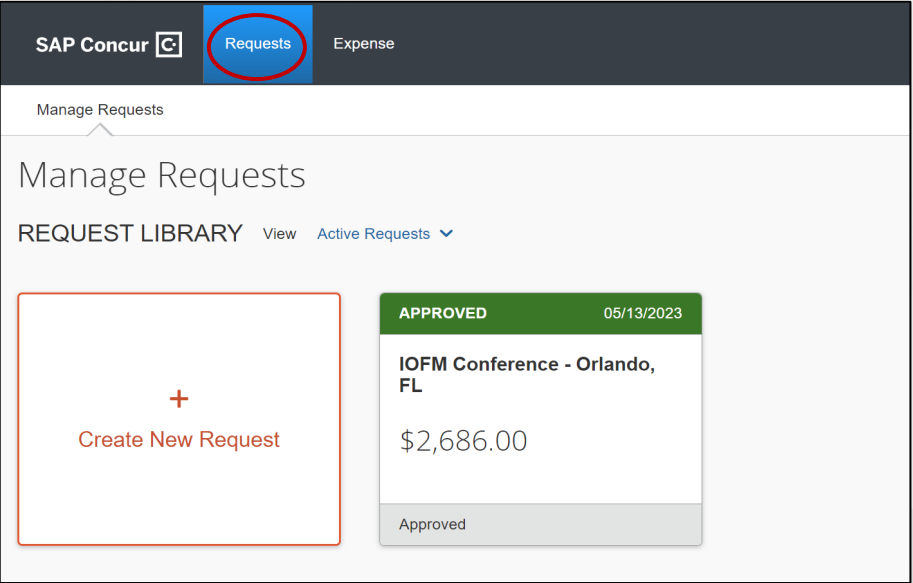 SAP Concur C Requests Expense
Manage Requests
Manage Requests
REQUEST LIBRARY View Active Requests
+
Create New Request
APPROVED 05/13/2023
IOFM Conference - Orlando,
FL
$2,686.00
Approved